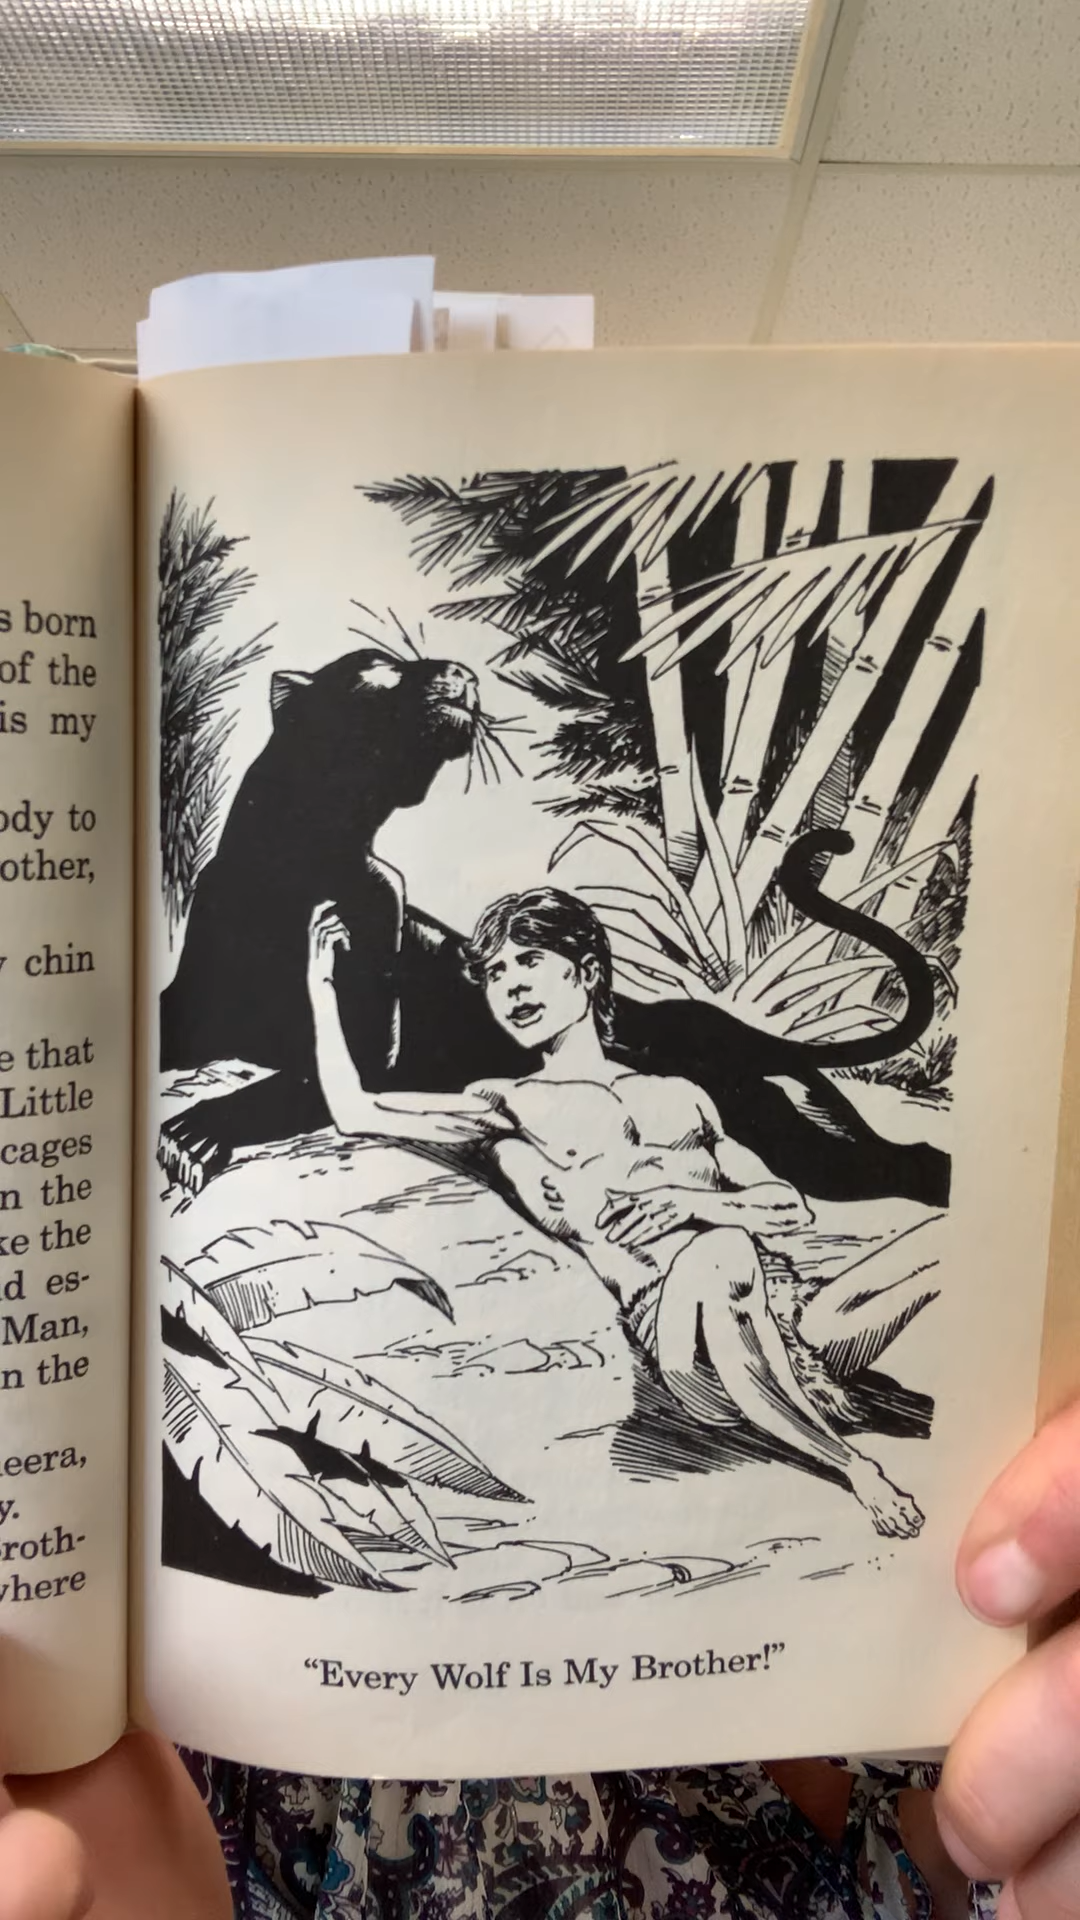 s born
of the
is my
ody to
other,
chin
e that
Little
cages
n the
ke the
d es-
Man,
n the
eera,
y.
roth-
where
“Every Wolf Is My Brother!”